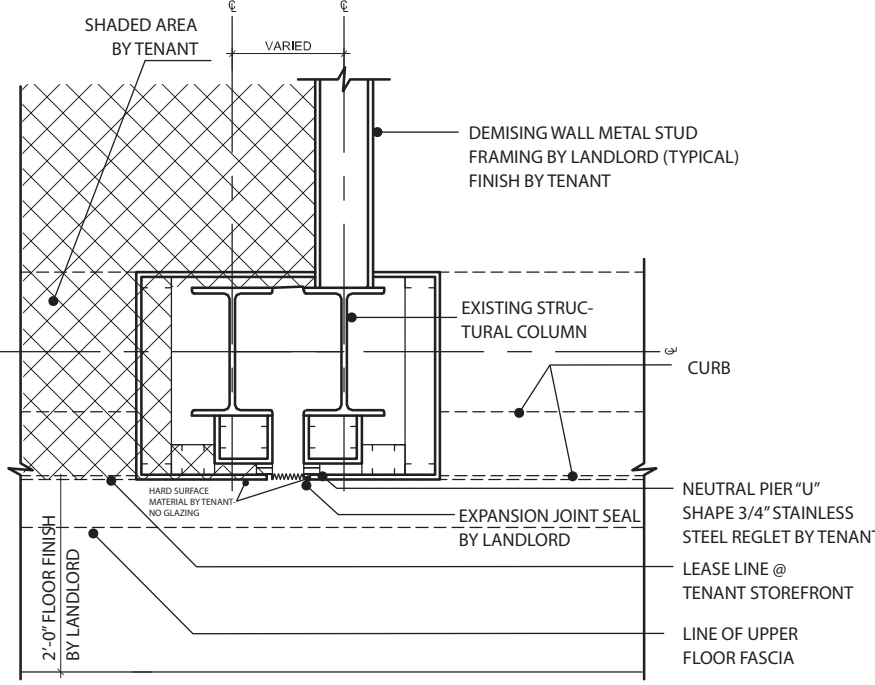 ℄
℄
SHADED AREA
BY TENANT
VARIED
DEMISING WALL METAL STUD
FRAMING BY LANDLORD (TYPICAL)
FINISH BY TENANT
EXISTING STRUC-
TURAL COLUMN
℄
CURB
HARD SURFACE
MATERIAL BY TENANT-
NO GLAZING
EXPANSION JOINT SEAL
BY LANDLORD
NEUTRAL PIER "U"
SHAPE 3/4" STAINLESS
STEEL REGLET BY TENANT
LEASE LINE @
TENANT STOREFRONT
LINE OF UPPER
FLOOR FASCIA
2'-0" FLOOR FINISH
BY LANDLORD